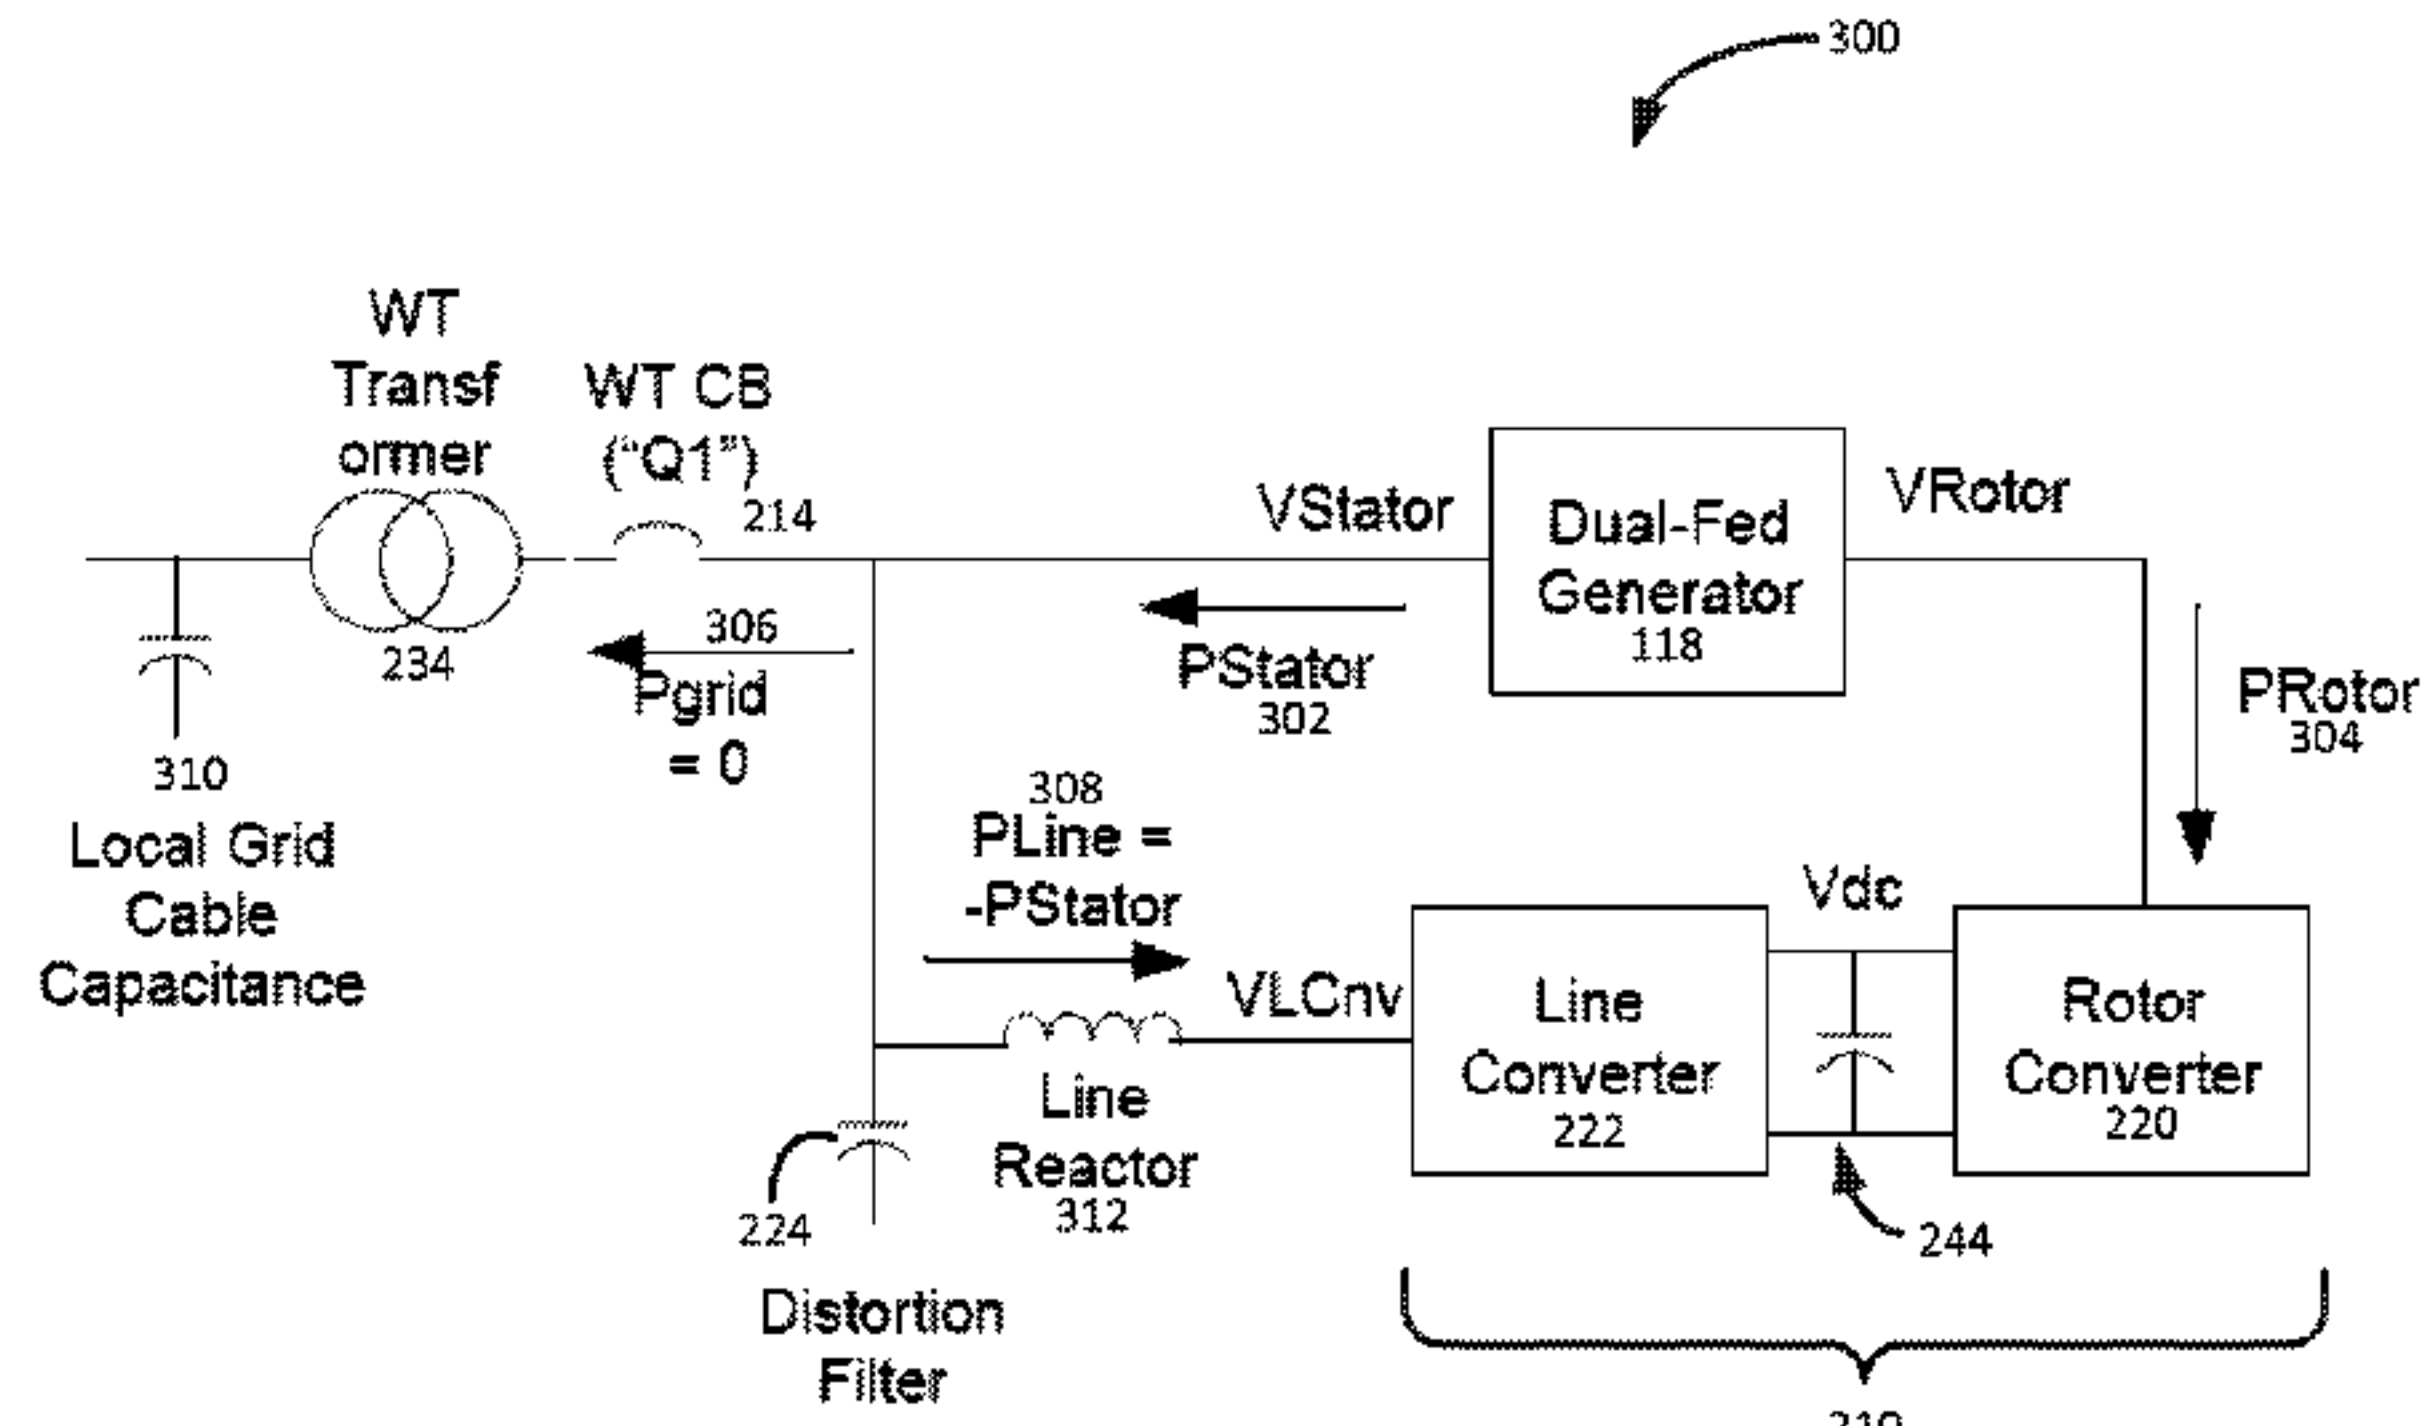 300
WT
Transf
ormer
234
WT CB
("Q1")
214
VStator
Dual-Fed
Generator
118
VRotor
306
Pgrid
= 0
PStator
302
PRotor
304
310
Local Grid
Cable
Capacitance
308
PLine =
-PStator
VLCnv
Line
Converter
222
Vdc
Rotor
Converter
220
Line
Reactor
312
224
244
Distortion
Filter